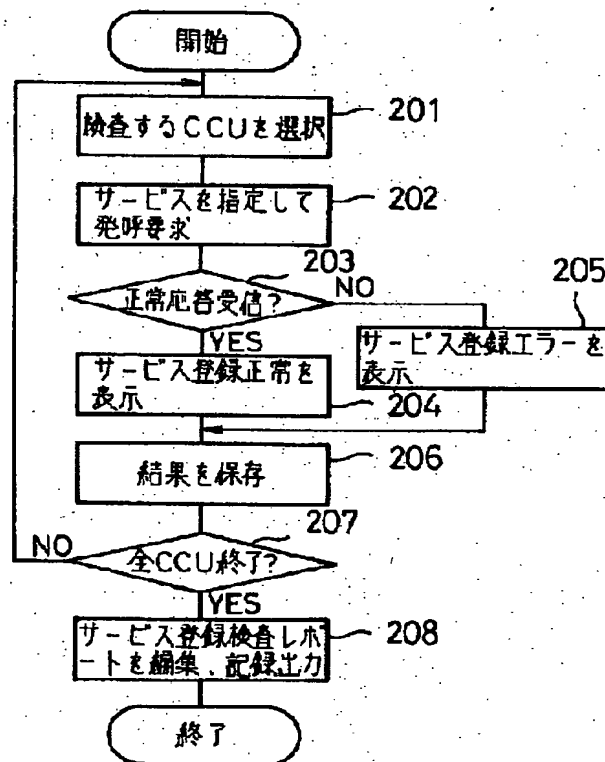 開始
検査するCCUを選択
201
サービスを指定して
発呼要求
202
203
正常応答受信?
NO
YES
205
サービス登録エラーを
表示
サービス登録正常を
表示
204
結果を保存
206
207
全CCU終了?
NO
YES
サービス登録検査レポ
ートを編集、記録出力
208
終了